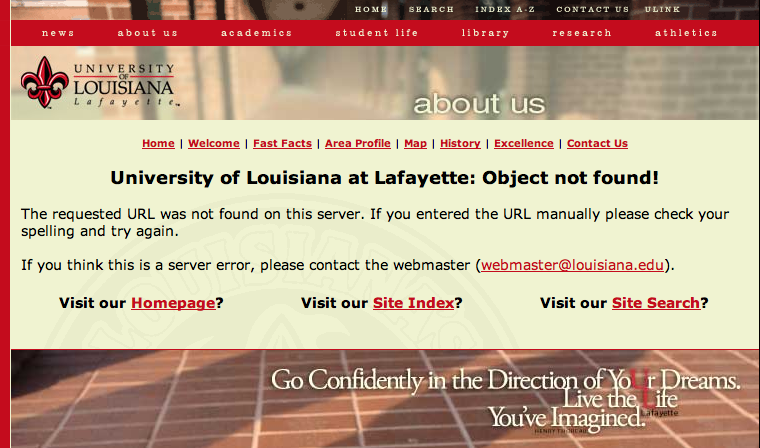 HOME SEARCH INDEX A-Z CONTACT US ULINK
news about us academics student life library research athletics
UNIVERSITY
OF
LOUISIANA
Lafayette™
about us
Home | Welcome | Fast Facts | Area Profile | Map | History | Excellence | Contact Us
University of Louisiana at Lafayette: Object not found!
The requested URL was not found on this server. If you entered the URL manually please check your
spelling and try again.
If you think this is a server error, please contact the webmaster (webmaster@louisiana.edu).
Visit our Homepage? Visit our Site Index? Visit our Site Search?
Go Confidently in the Direction of YoUr Dreams.
Live the Life
Lafayette
You've Imagined.
HENRY THOREAU